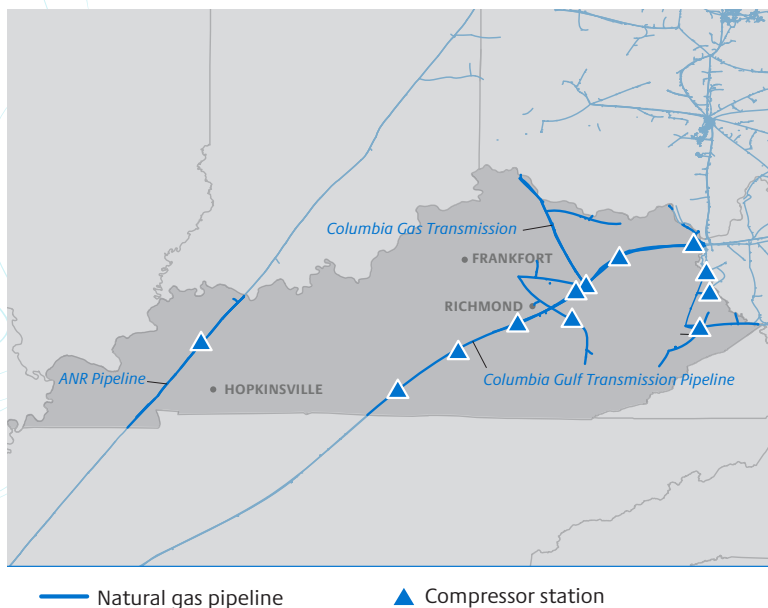 Columbia Gas Transmission
FRANKFORT
RICHMOND
ANR Pipeline
Columbia Gulf Transmission Pipeline
HOPKINSVILLE
Natural gas pipeline
Compressor station